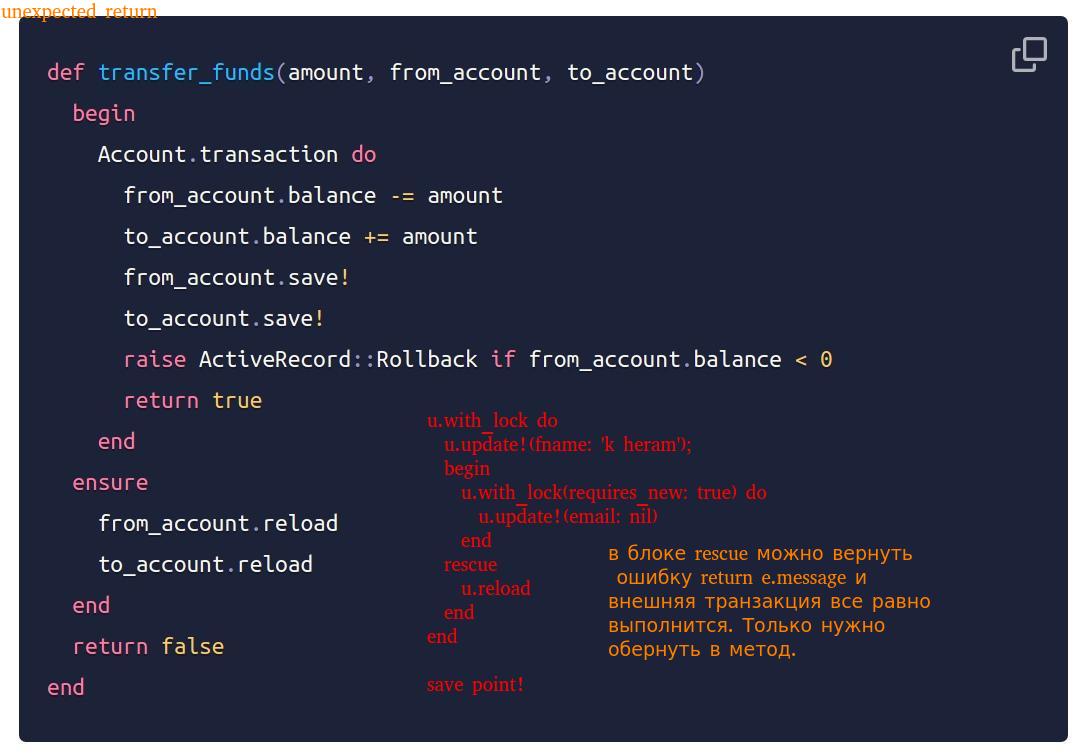 unexpected return
def transfer_funds(amount, from_account, to_account)
begin
Account.transaction do
from_account.balance -= amount
to_account.balance += amount
from_account.save!
to_account.save!
raise ActiveRecord::Rollback if from_account.balance < 0
return true
end
ensure
from_account.reload
to_account.reload
end
return false
end
u.with_lock do
u.update!(fname: 'k heram');
begin
u.with_lock(requires_new: true) do
u.update!(email: nil)
end
rescue
u.reload
end
end
save point!
в блоке rescue можно вернуть
ошибку return e.message и
внешняя транзакция все равно
выполнится. Только нужно
обернуть в метод.